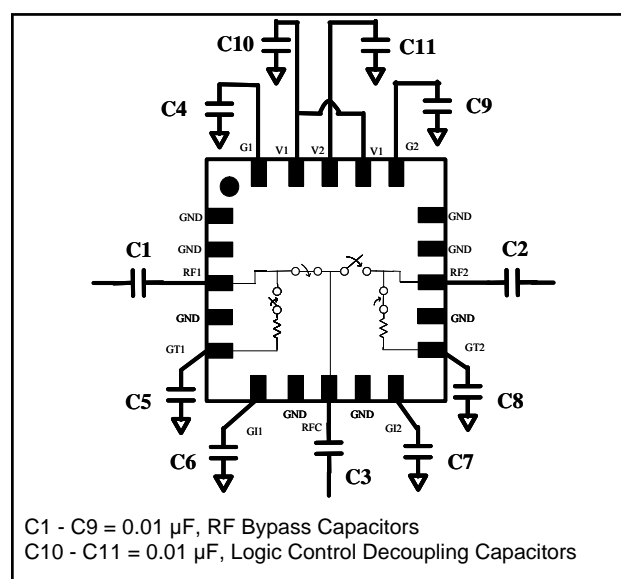 C10
C11
C4
C9
G1
V1
V2
V1
G2
GND
GND
GND
GND
C1
C2
RF1
RF2
GND
GND
GT1
GT2
C5
C8
GI1
GND
RFC
GND
GI2
C6
C3
C7
C1 - C9 = 0.01 µF, RF Bypass Capacitors
C10 - C11 = 0.01 µF, Logic Control Decoupling Capacitors